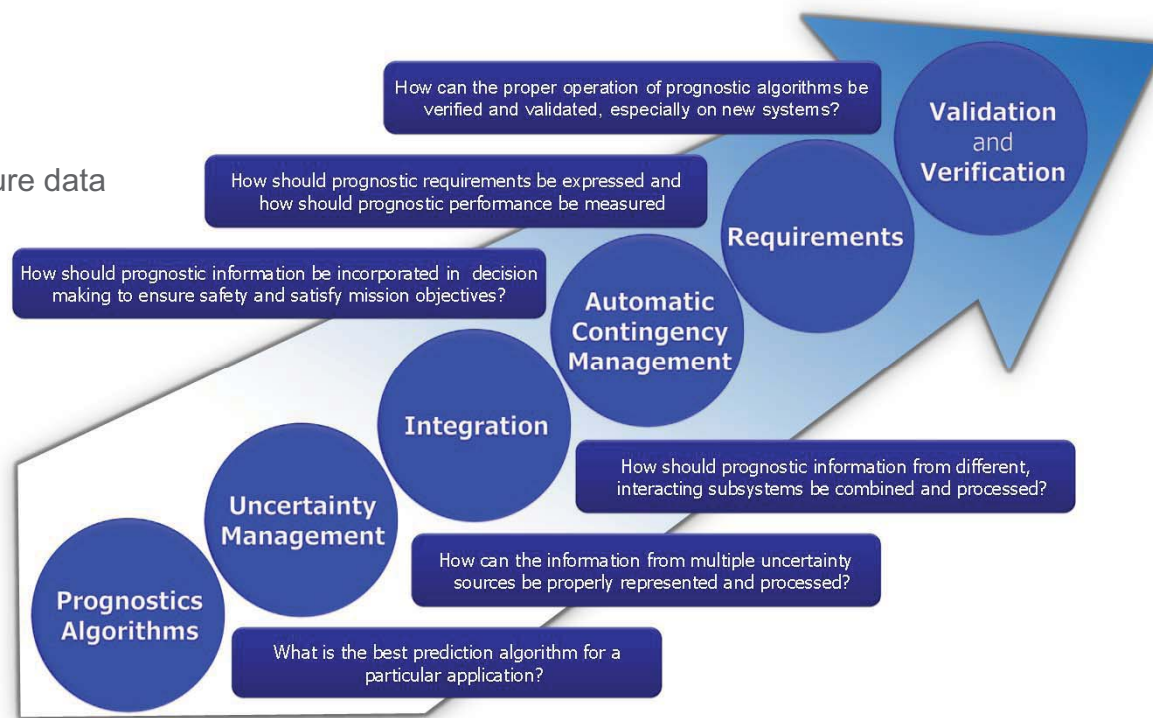 How can the proper operation of prognostic algorithms be
verified and validated, especially on new systems?
Validation
and
Verification
ure data
How should prognostic requirements be expressed and
how should prognostic performance be measured
Requirements
How should prognostic information be incorporated in decision
making to ensure safety and satisfy mission objectives?
Automatic
Contingency
Management
Integration
How should prognostic information from different,
interacting subsystems be combined and processed?
Uncertainty
Management
How can the information from multiple uncertainty
sources be properly represented and processed?
Prognostics
Algorithms
What is the best prediction algorithm for a
particular application?